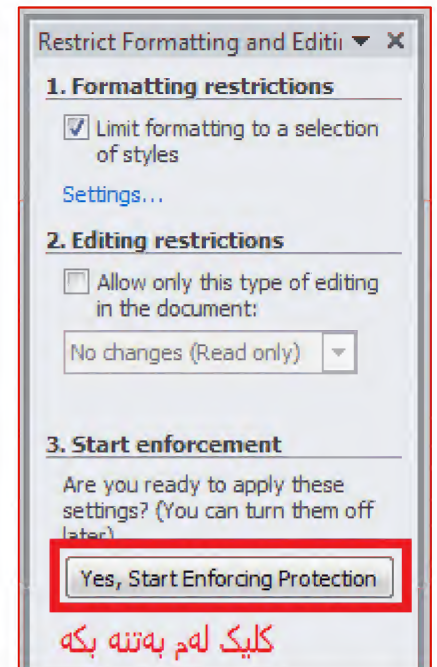 Restrict Formatting and Editi
1. Formatting restrictions
Limit formatting to a selection
of styles
Settings...
2. Editing restrictions
Allow only this type of editing
in the document:
No changes (Read only)
3. Start enforcement
Are you ready to apply these
settings? (You can turn them off
later)
Yes, Start Enforcing Protection
کلیک لەم بەتنە بکە